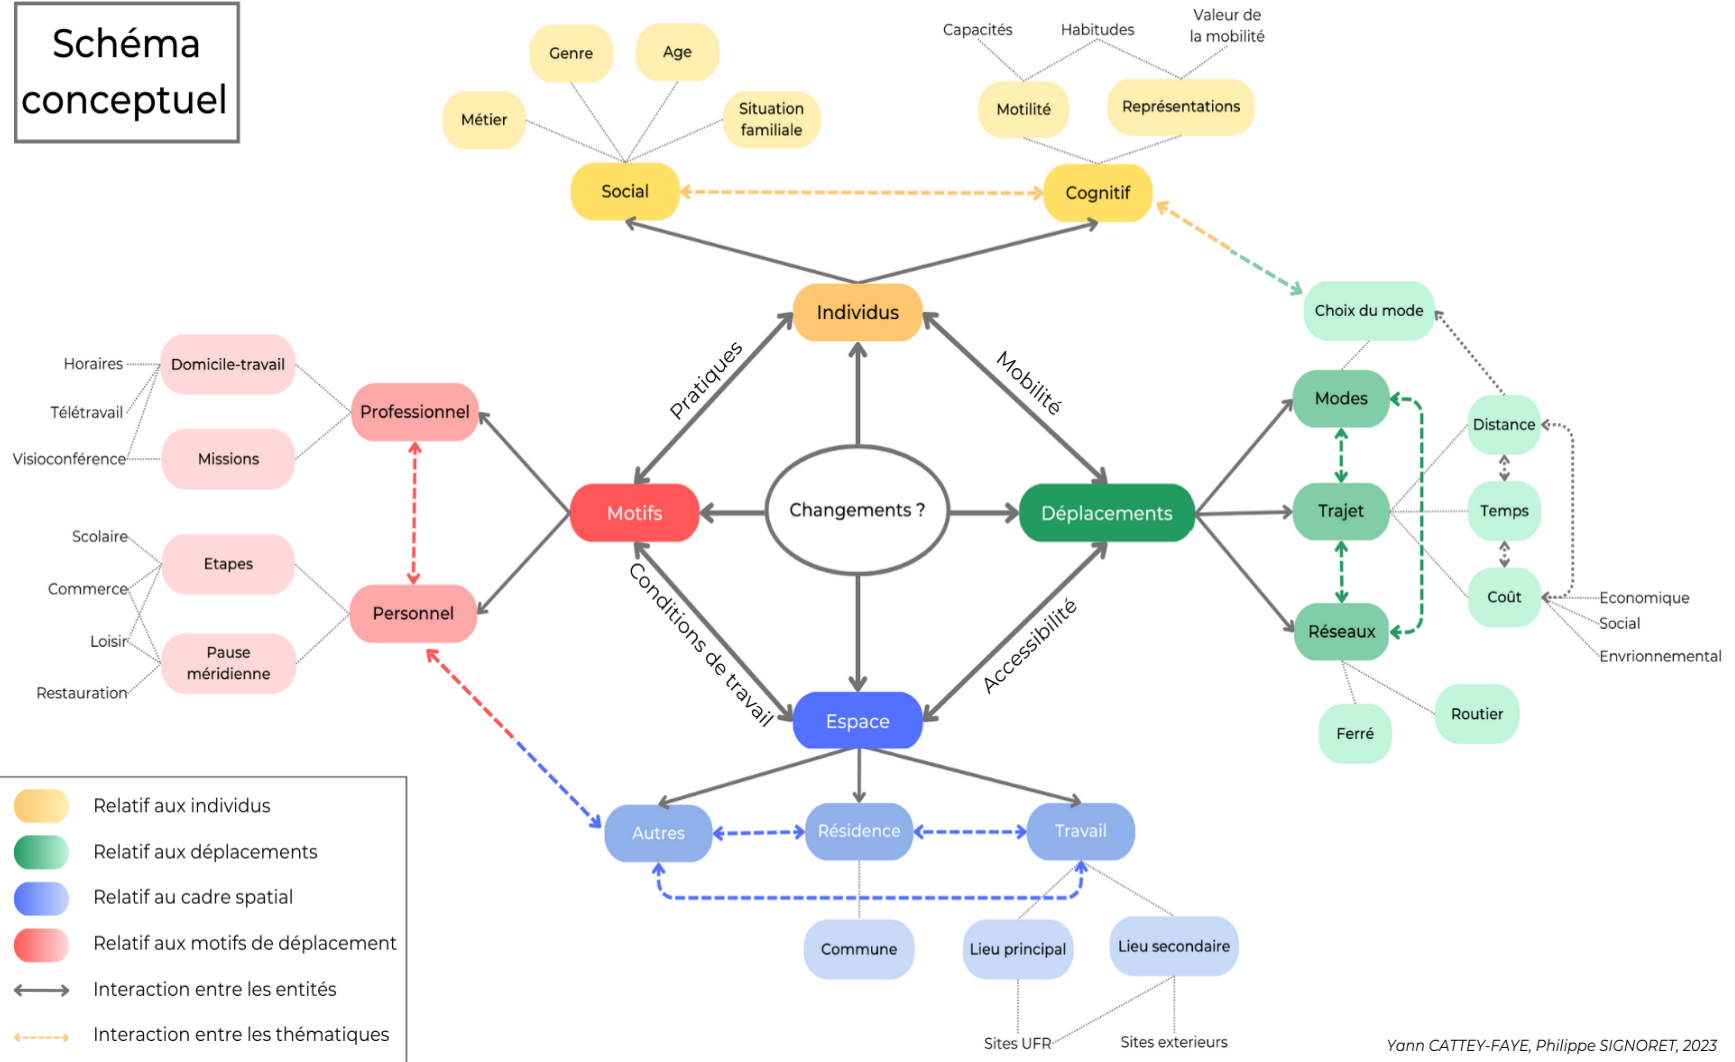 Schéma
conceptuel
Genre
Age
Métier
Situation
familiale
Social
Capacités
Habitudes
Valeur de
la mobilité
Motilité
Représentations
Cognitif
Individus
Pratiques
Mobilité
Choix du mode
Modes
Distance
Trajet
Temps
Coût
Réseaux
Economique
Social
Envrionnemental
Ferré
Routier
Horaires
Domicile-travail
Télétravail
Professionnel
Visioconférence
Missions
Motifs
Changements ?
Déplacements
Scolaire
Etapes
Commerce
Personnel
Loisir
Pause
méridienne
Restauration
Conditions de travail
Accessibilité
Espace
Autres
Résidence
Travail
Commune
Lieu principal
Lieu secondaire
Sites UFR
Sites exterieurs
Relatif aux individus
Relatif aux déplacements
Relatif au cadre spatial
Relatif aux motifs de déplacement
Interaction entre les entités
Interaction entre les thématiques
Yann CATTEY-FAYE, Philippe SIGNORET, 2023